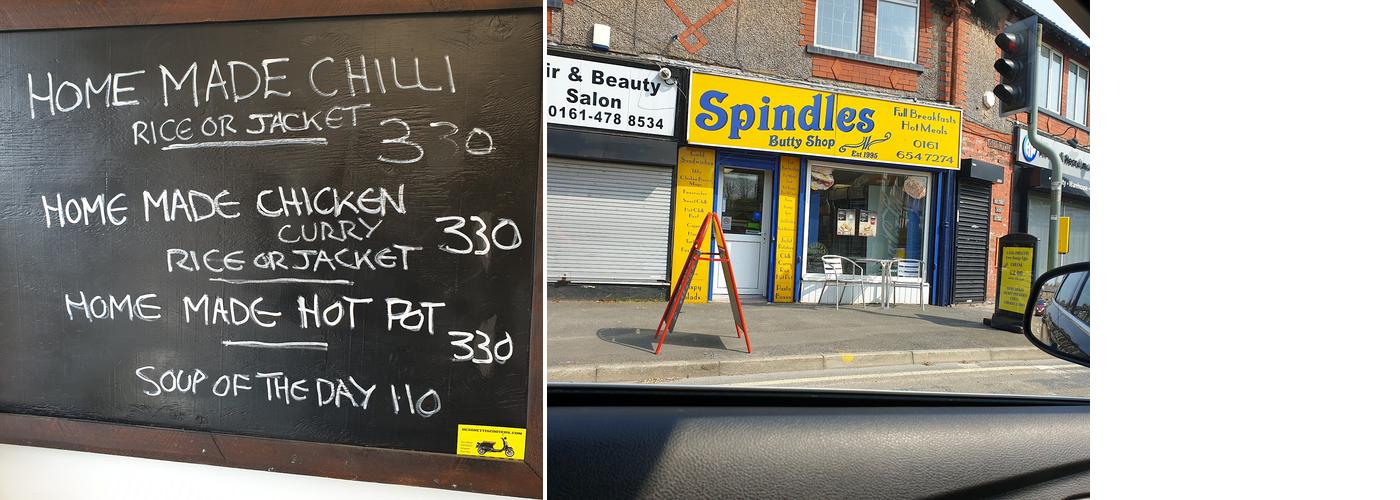 HOME MADE CHILLI
RICE OR JACKET 330
HOME MADE CHICKEN
CURRY 330
RICE OR JACKET
HOME MADE HOT POT
330
SOUP OF THE DAY 110
ir & Beauty
Salon
0161-478 8534
Spindles
Butty Shop
Est 1995
Full Breakfasts
Hot Meals
0161
6547274